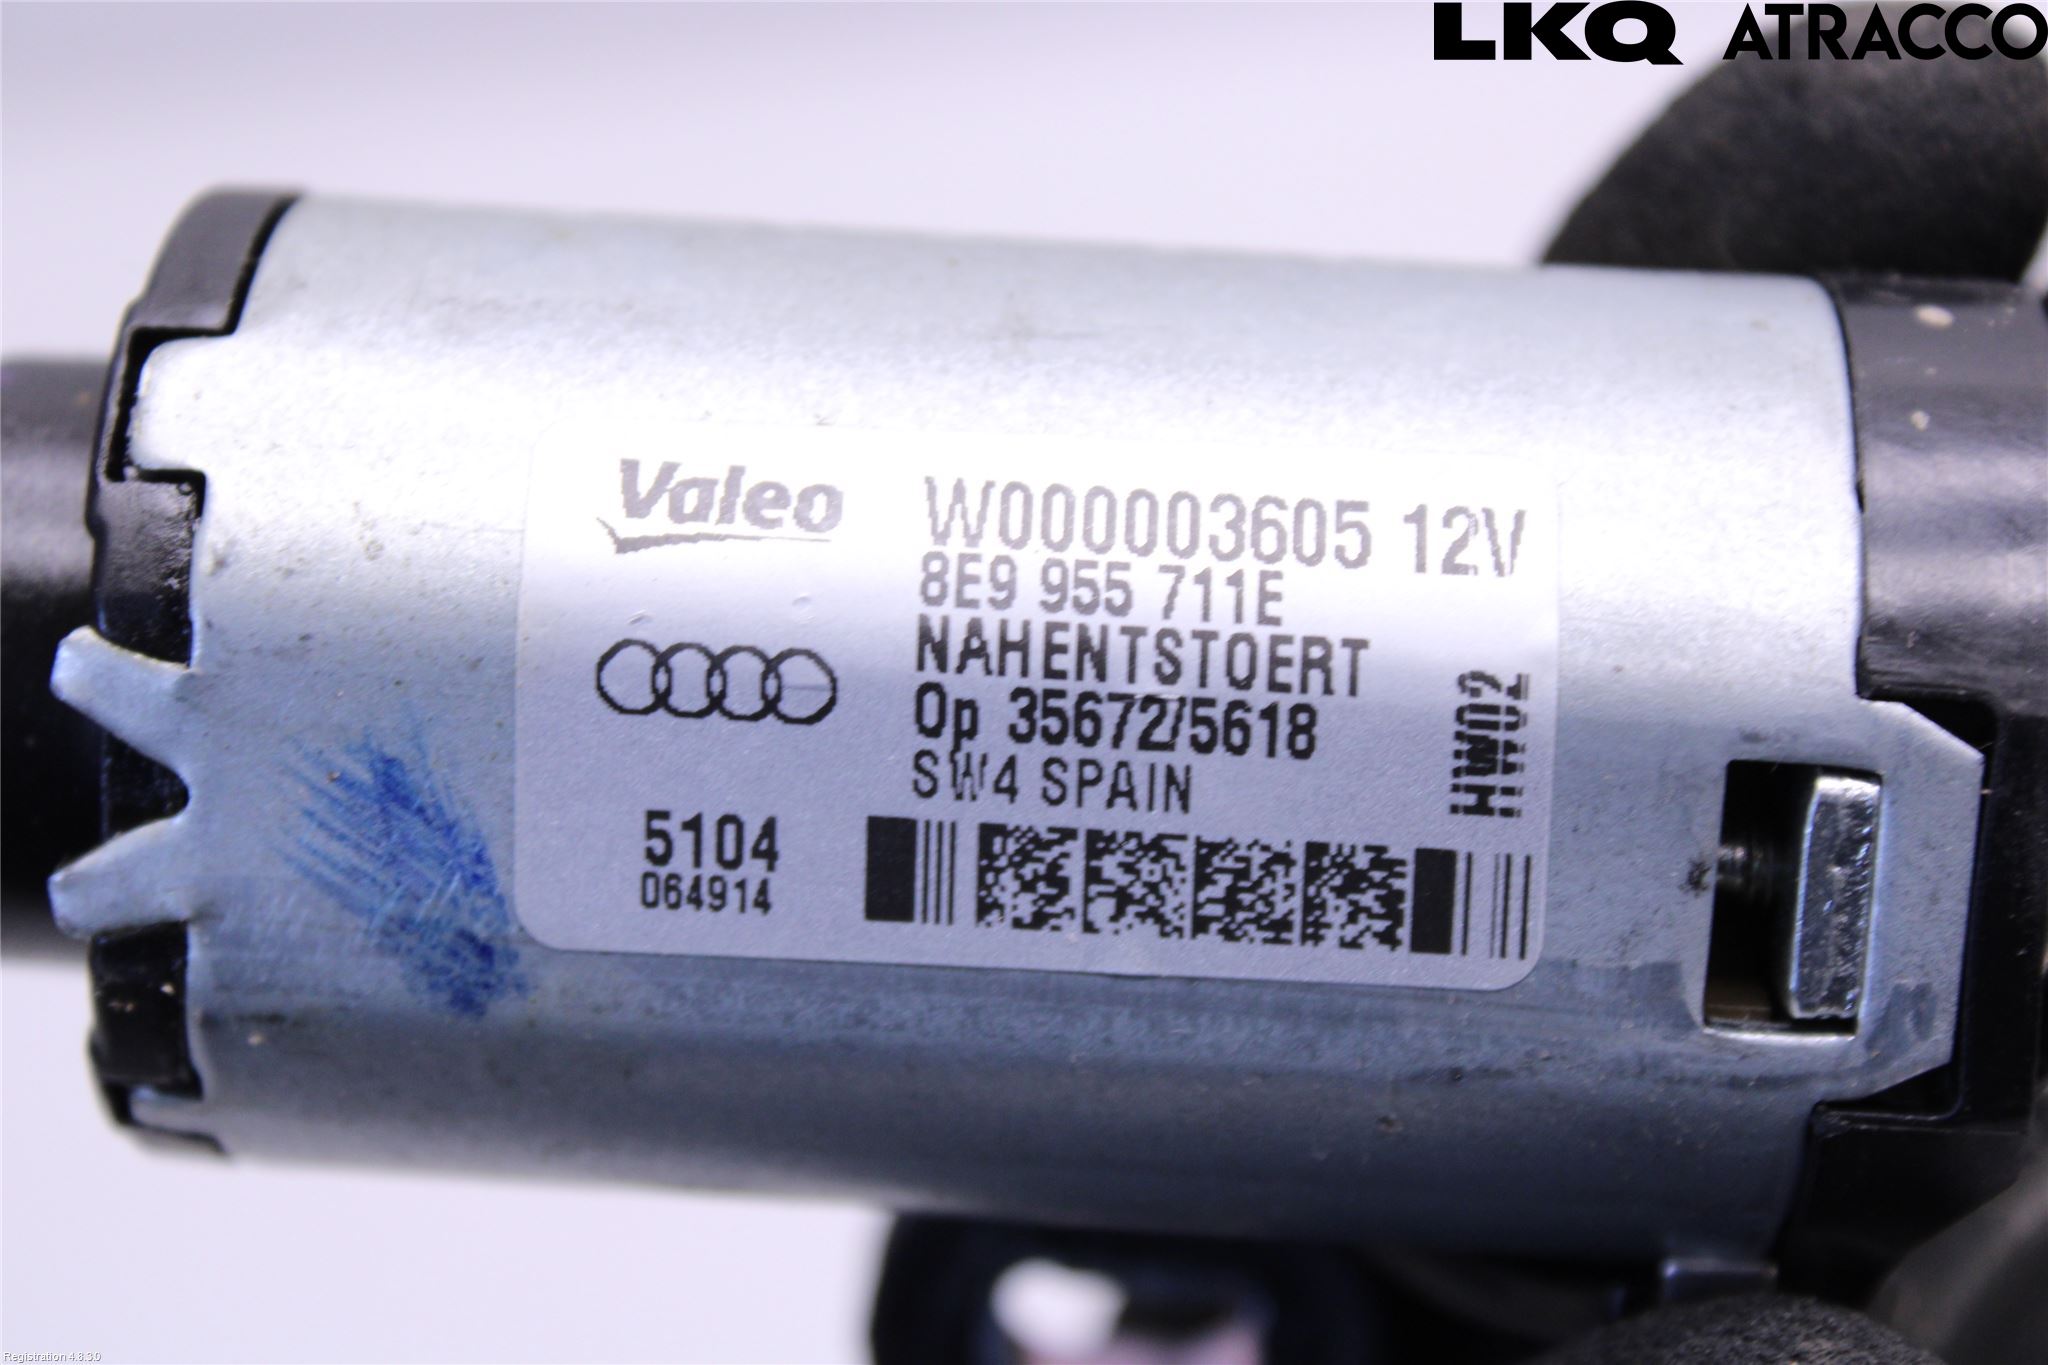 LKQ ATRACCO
Valeo
W000003605 12V
8E9 955 711E
NAHENTSTOERT
Op 35672/5618
SW4 SPAIN
HW02
5104
064914
Registration 4.8.3.0